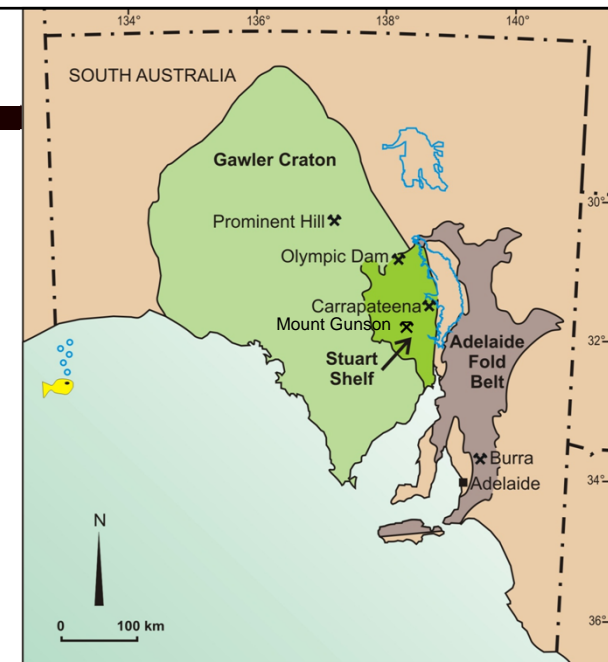 134°
136°
138°
140°
SOUTH AUSTRALIA
Gawler Craton
30°
Prominent Hill
Olympic Dam
Carrapateena
Mount Gunson
Stuart
Shelf
Adelaide
Fold
Belt
32°
Burra
Adelaide
34°
N
0 100 km
36°